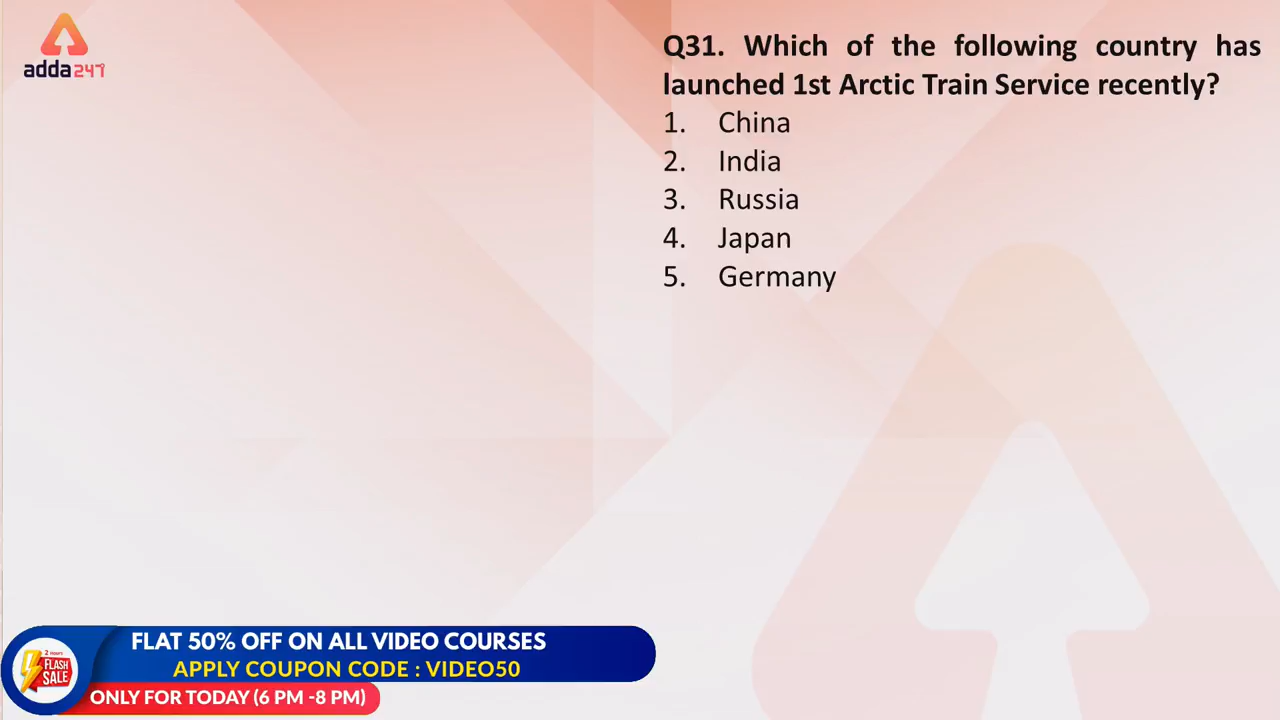 adda247
Q31. Which of the following country has
launched 1st Arctic Train Service recently?
1. China
2. India
3. Russia
4. Japan
5. Germany
FLAT 50% OFF ON ALL VIDEO COURSES
APPLY COUPON CODE : VIDEO50
2 Hours
FLASH
SALE
ONLY FOR TODAY (6 PM -8 PM)